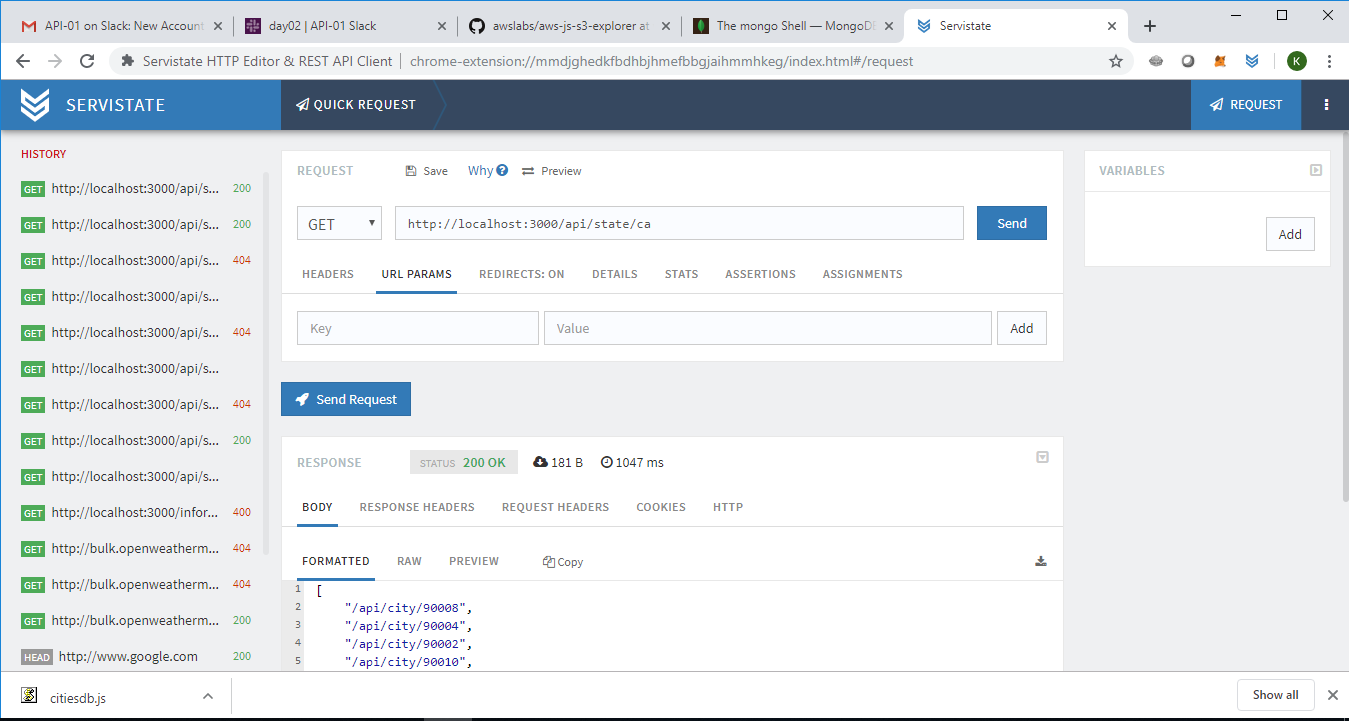 API-01 on Slack: New Account
day02 | API-01 Slack
awslabs/aws-js-s3-explorer at
The mongo Shell — MongoDB
Servistate
Servistate HTTP Editor & REST API Client
chrome-extension://mmdjghedkfbdhbjhmefbbgjaihmmhkeg/index.html#/request
K
SERVISTATE
QUICK REQUEST
REQUEST
HISTORY
GET http://localhost:3000/api/s... 200
GET http://localhost:3000/api/s... 200
GET http://localhost:3000/api/s... 404
GET http://localhost:3000/api/s...
GET http://localhost:3000/api/s... 404
GET http://localhost:3000/api/s...
GET http://localhost:3000/api/s... 404
GET http://localhost:3000/api/s... 200
GET http://localhost:3000/api/s...
GET http://localhost:3000/infor... 400
GET http://bulk.openweatherm... 404
GET http://bulk.openweatherm... 404
GET http://bulk.openweatherm... 200
HEAD http://www.google.com 200
REQUEST Save Why ? Preview
GET http://localhost:3000/api/state/ca Send
HEADERS URL PARAMS REDIRECTS: ON DETAILS STATS ASSERTIONS ASSIGNMENTS
Key Value Add
Send Request
RESPONSE STATUS 200 OK 181 B 1047 ms
BODY RESPONSE HEADERS REQUEST HEADERS COOKIES HTTP
FORMATTED RAW PREVIEW Copy
1 [
2 "/api/city/90008",
3 "/api/city/90004",
4 "/api/city/90002",
5 "/api/city/90010",
VARIABLES
Add
citiesdb.js
Show all